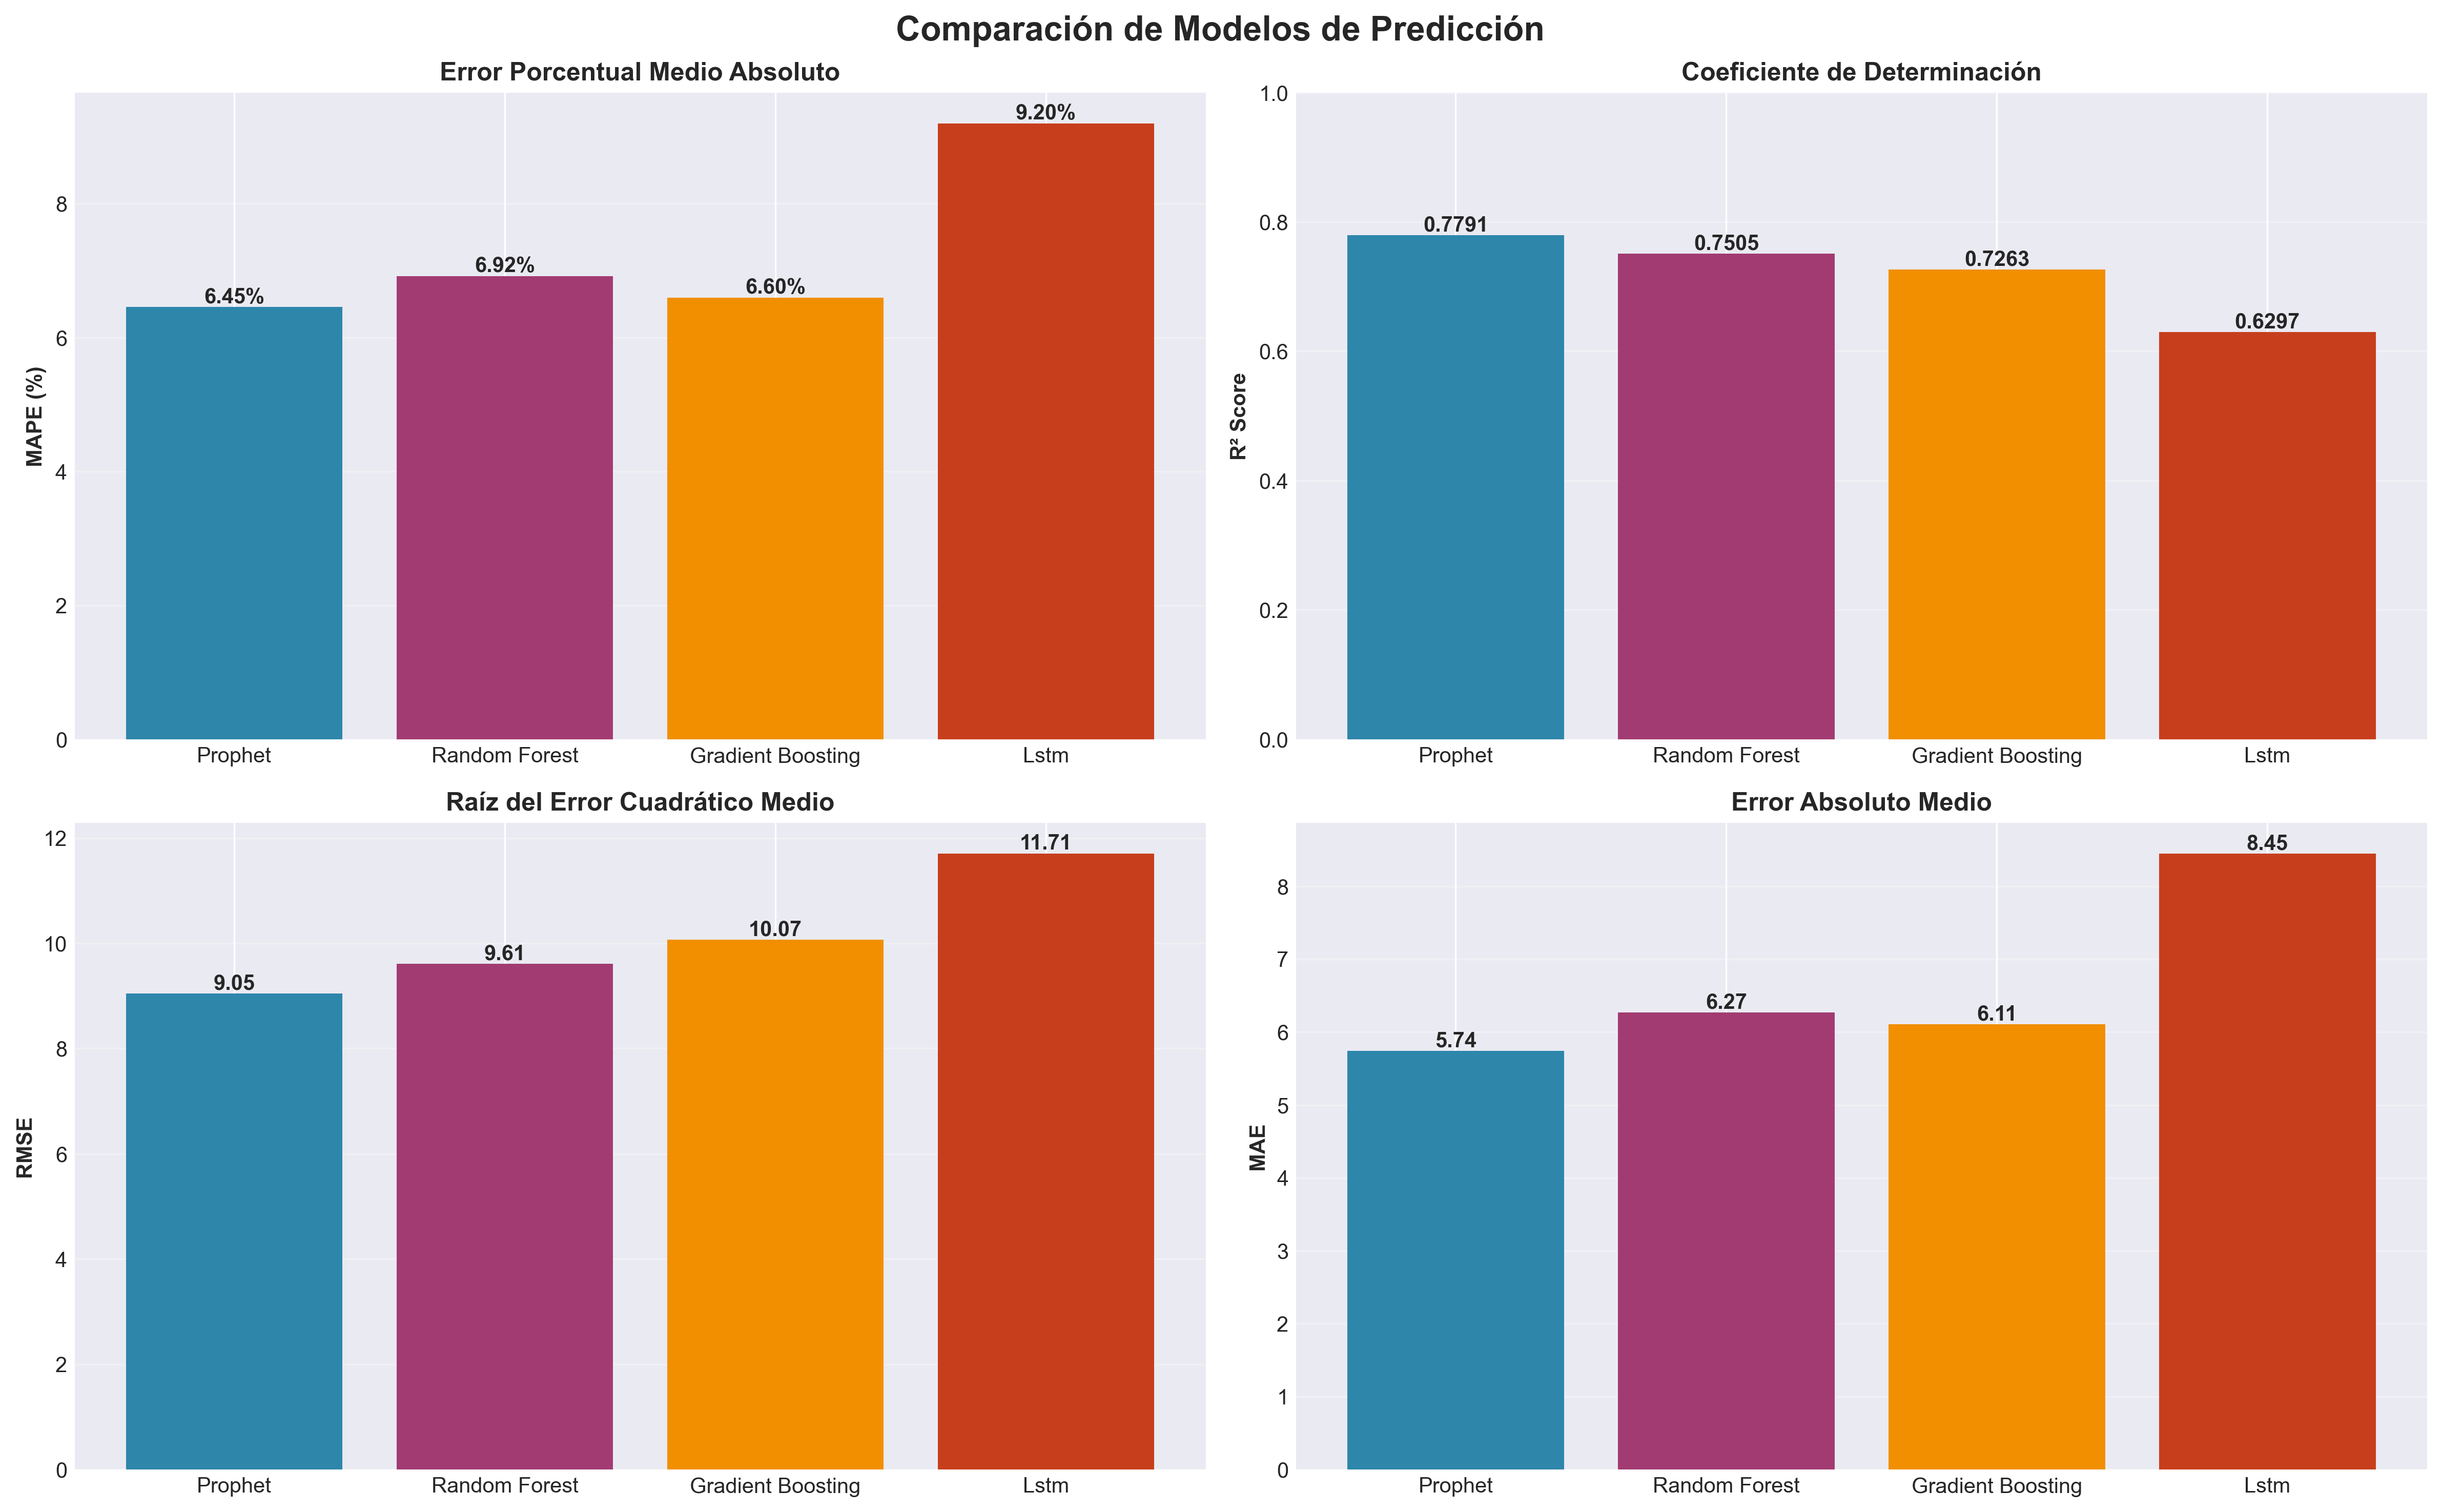 Comparación de Modelos de Predicción
Error Porcentual Medio Absoluto
MAPE (%)
8
6
4
2
0
6.45%
6.92%
6.60%
9.20%
Prophet
Random Forest
Gradient Boosting
Lstm
Coeficiente de Determinación
R² Score
1.0
0.8
0.6
0.4
0.2
0.0
0.7791
0.7505
0.7263
0.6297
Prophet
Random Forest
Gradient Boosting
Lstm
Raíz del Error Cuadrático Medio
RMSE
12
10
8
6
4
2
0
9.05
9.61
10.07
11.71
Prophet
Random Forest
Gradient Boosting
Lstm
Error Absoluto Medio
MAE
8
7
6
5
4
3
2
1
0
5.74
6.27
6.11
8.45
Prophet
Random Forest
Gradient Boosting
Lstm